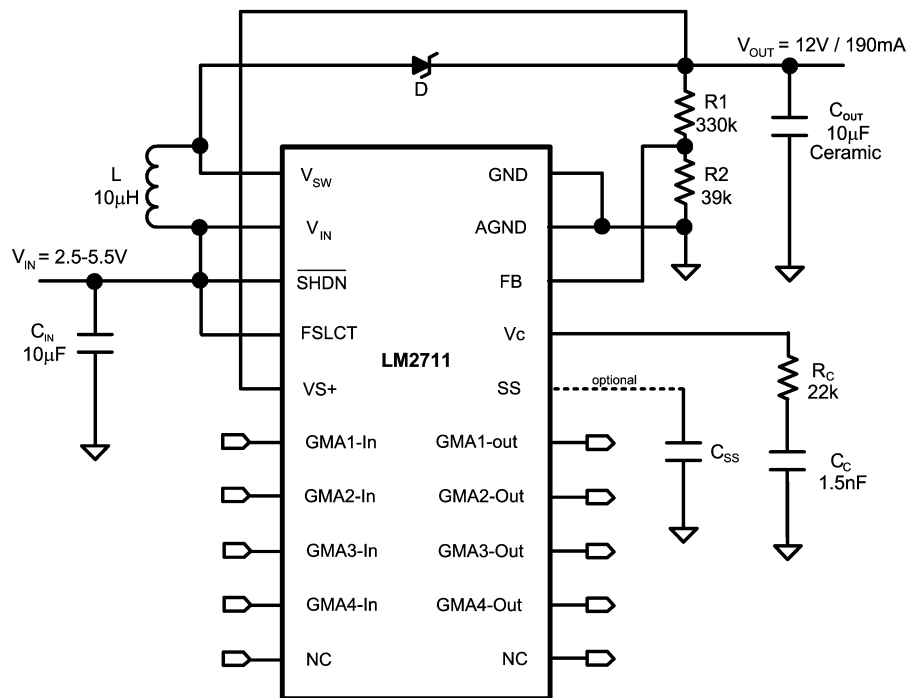 V_OUT = 12V / 190mA
D
R1
330k
C_OUT
10μF
Ceramic
L
10μH
V_SW
GND
R2
39k
V_IN
AGND
V_IN = 2.5-5.5V
SHDN
FB
C_IN
10μF
FSLCT
Vc
LM2711
R_C
22k
VS+
SS
optional
GMA1-In
GMA1-out
C_SS
C_C
1.5nF
GMA2-In
GMA2-Out
GMA3-In
GMA3-Out
GMA4-In
GMA4-Out
NC
NC